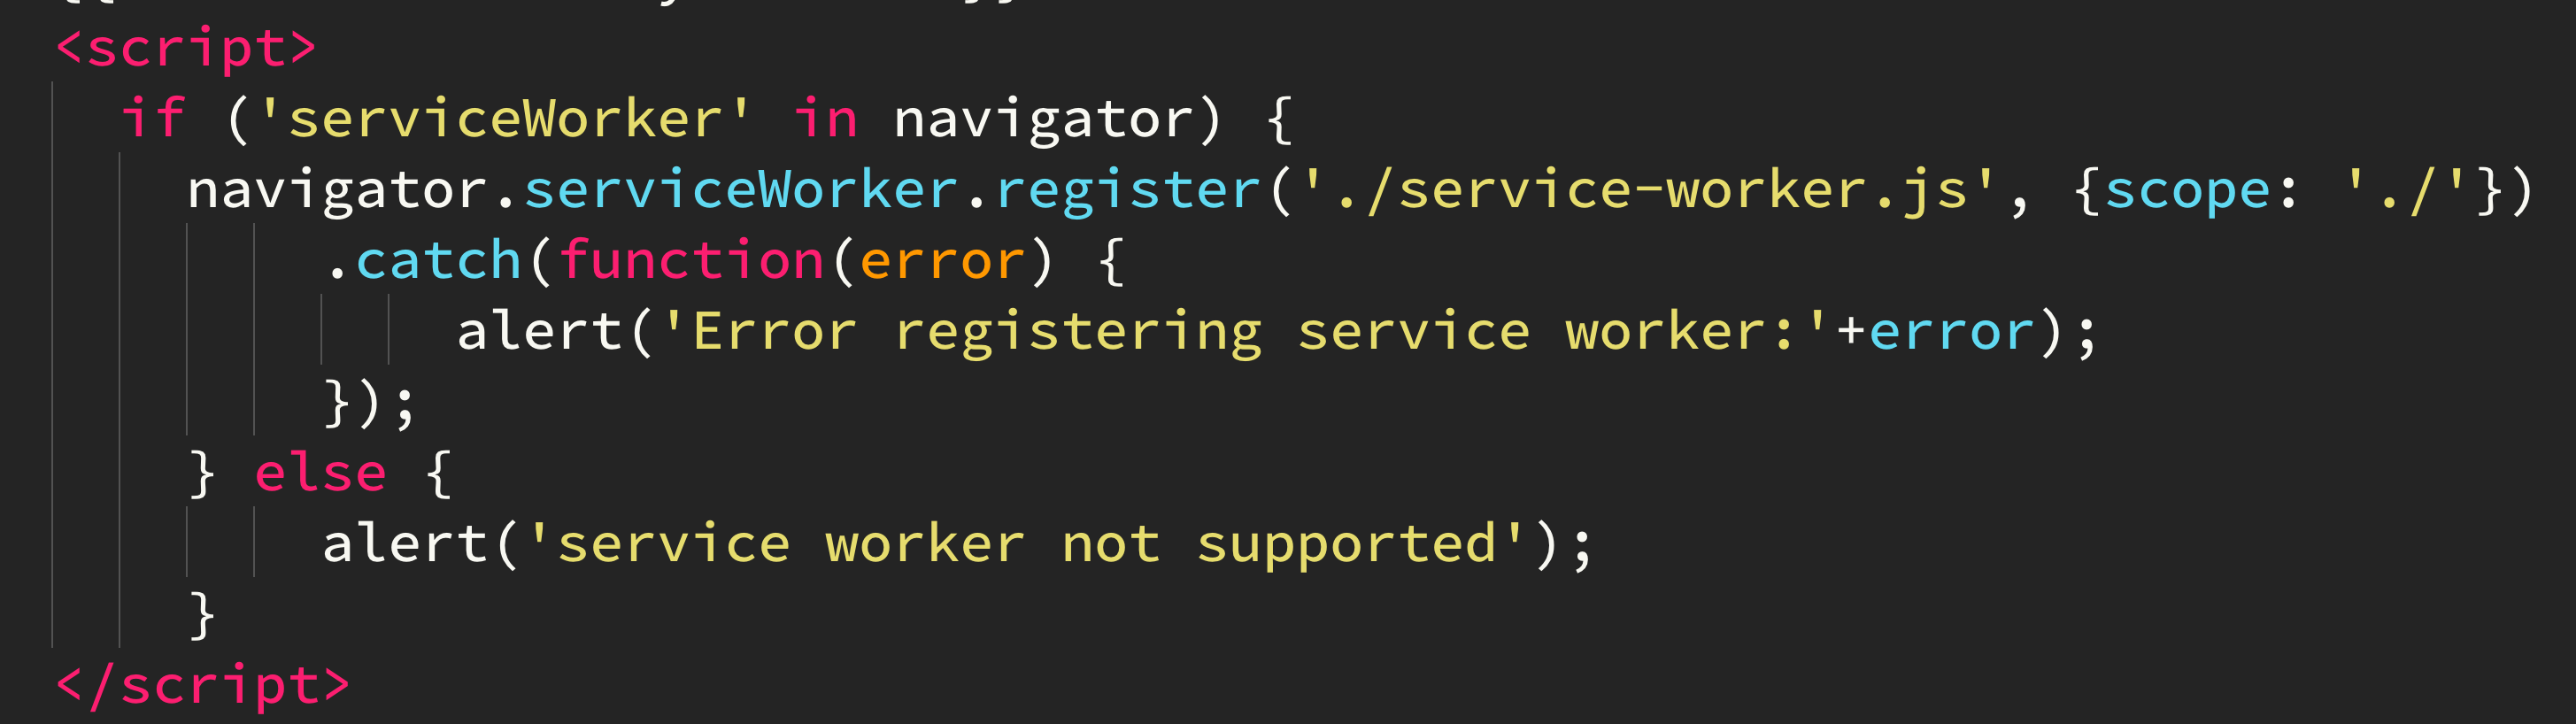 <script>
if ('serviceWorker' in navigator) {
navigator.serviceWorker.register('./service-worker.js', {scope: './'})
.catch(function(error) {
alert('Error registering service worker:'+error);
});
} else {
alert('service worker not supported');
}
</script>